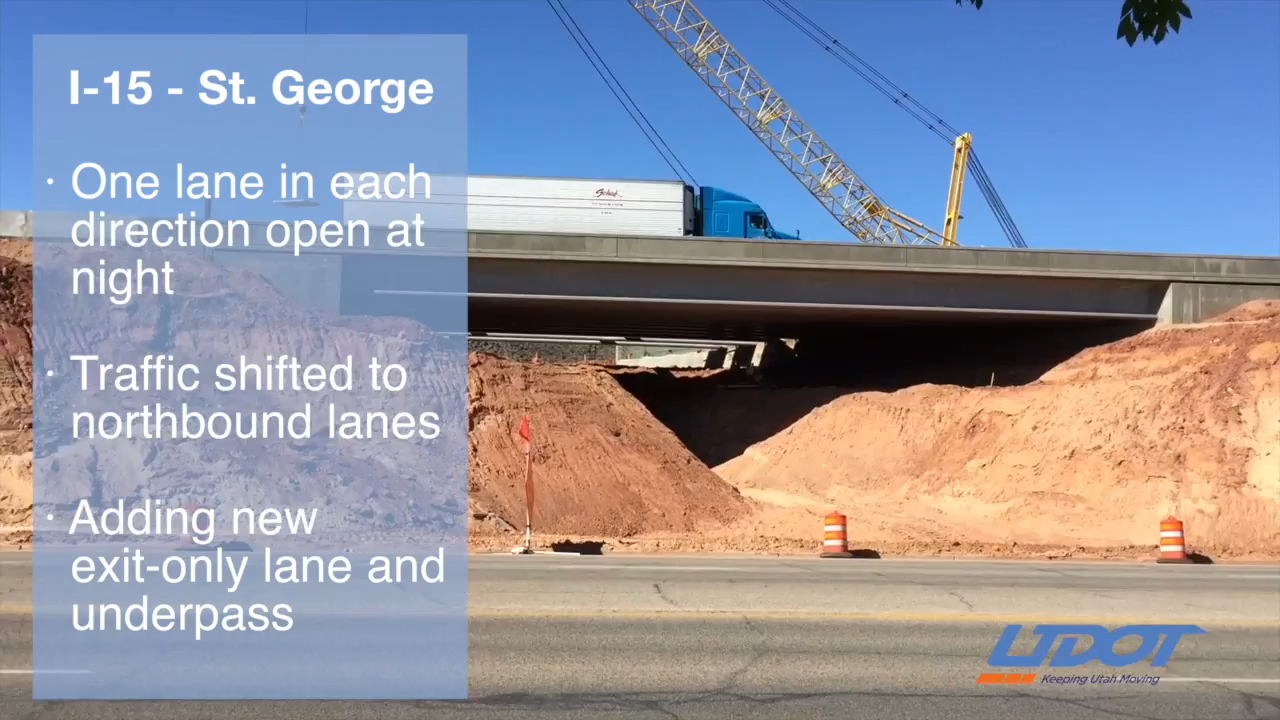 I-15 - St. George
· One lane in each
direction open at
night
· Traffic shifted to
northbound lanes
· Adding new
exit-only lane and
underpass
UDOT
Keeping Utah Moving